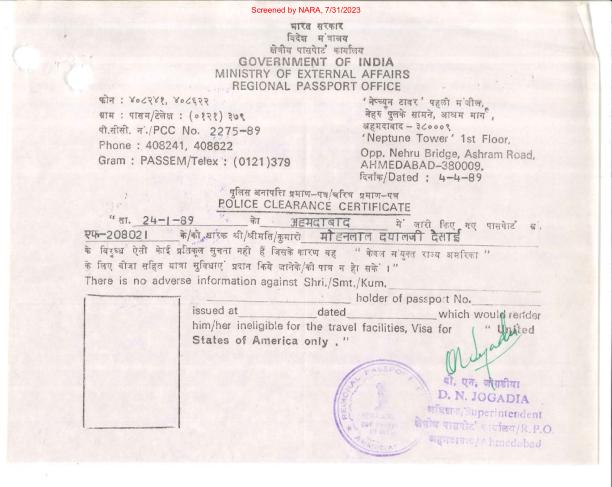 Screened by NARA, 7/31/2023
भारत सरकार
विदेश मंत्रालय
क्षेत्रीय पासपोर्ट कार्यालय
GOVERNMENT OF INDIA
MINISTRY OF EXTERNAL AFFAIRS
REGIONAL PASSPORT OFFICE
फोन : ४०८२४१, ४०८६२२
ग्राम : पासम/टेलेक्ष : (०१२१) ३७९
पी.सी.सी. नं./PCC No. 2275-89
Phone : 408241, 408622
Gram : PASSEM/Telex : (0121)379
'नेप्च्यून टावर' पहली मंजील,
नेहरु पुलके सामने, आश्रम मार्ग,
अहमदाबाद - ३८०००९
'Neptune Tower' 1st Floor,
Opp. Nehru Bridge, Ashram Road,
AHMEDABAD-380009.
दिनांक/Dated : 4-4-89
पुलिस अनापत्ति प्रमाण-पत्र/चरित्र प्रमाण-पत्र
POLICE CLEARANCE CERTIFICATE
"ता. 24-1-89 को अहमदाबाद में जारी किए गए पासपोर्ट सं.
एफ-208021 के/की धारक श्री/श्रीमति/कुमारी मोहनलाल दयालजी देसाई
के विरुध्ध ऐसी कोई प्रतिकूल सुचना नही हैं जिसके कारण वह "केवल संयुक्त राज्य अमरिका"
के लिए वीजा सहित यात्रा सुविधाएं प्रदान किये जानेके/की पात्र न हो सके।"
There is no adverse information against Shri./Smt./Kum.
holder of passport No.
issued at dated which would render
him/her ineligible for the travel facilities, Visa for "United
States of America only."
REGIONAL PASSPORT
डी. एन. जोगडीया
D. N. JOGADIA
अधिक्षक/Superintendent
क्षेत्रीय पासपोर्ट कार्यालय/R.P.O.
अहमदाबाद/Ahmedabad